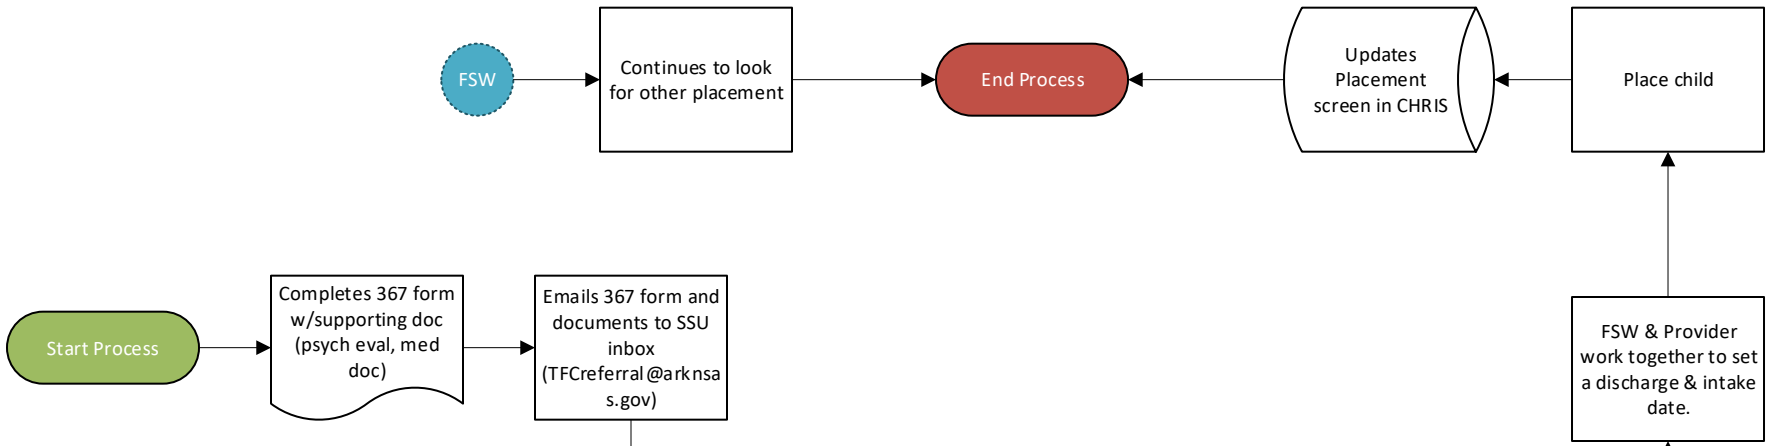 FSW
Continues to look
for other placement
End Process
Updates
Placement
screen in CHRIS
Place child
Start Process
Completes 367 form
w/supporting doc
(psych eval, med
doc)
Emails 367 form and
documents to SSU
inbox
(TFCreferral@arknsa
s.gov)
FSW & Provider
work together to set
a discharge & intake
date.